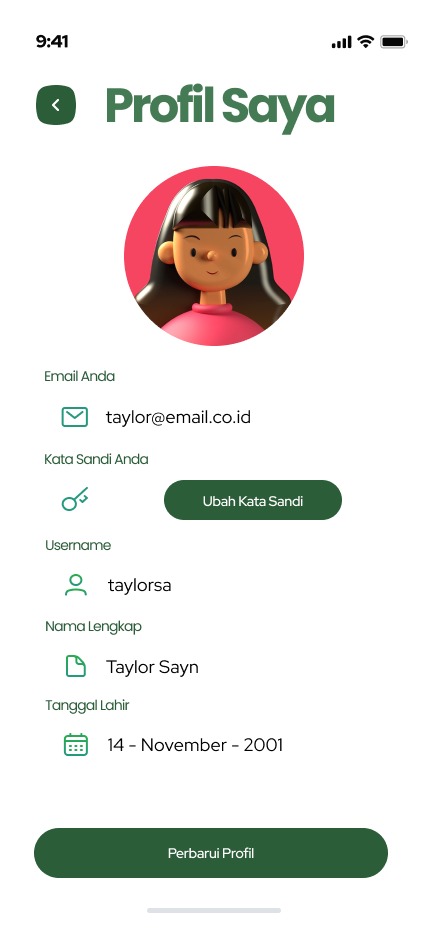 9:41
Profil Saya
Email Anda
taylor@email.co.id
Kata Sandi Anda
Ubah Kata Sandi
Username
taylorsa
Nama Lengkap
Taylor Sayn
Tanggal Lahir
14 - November - 2001
Perbarui Profil